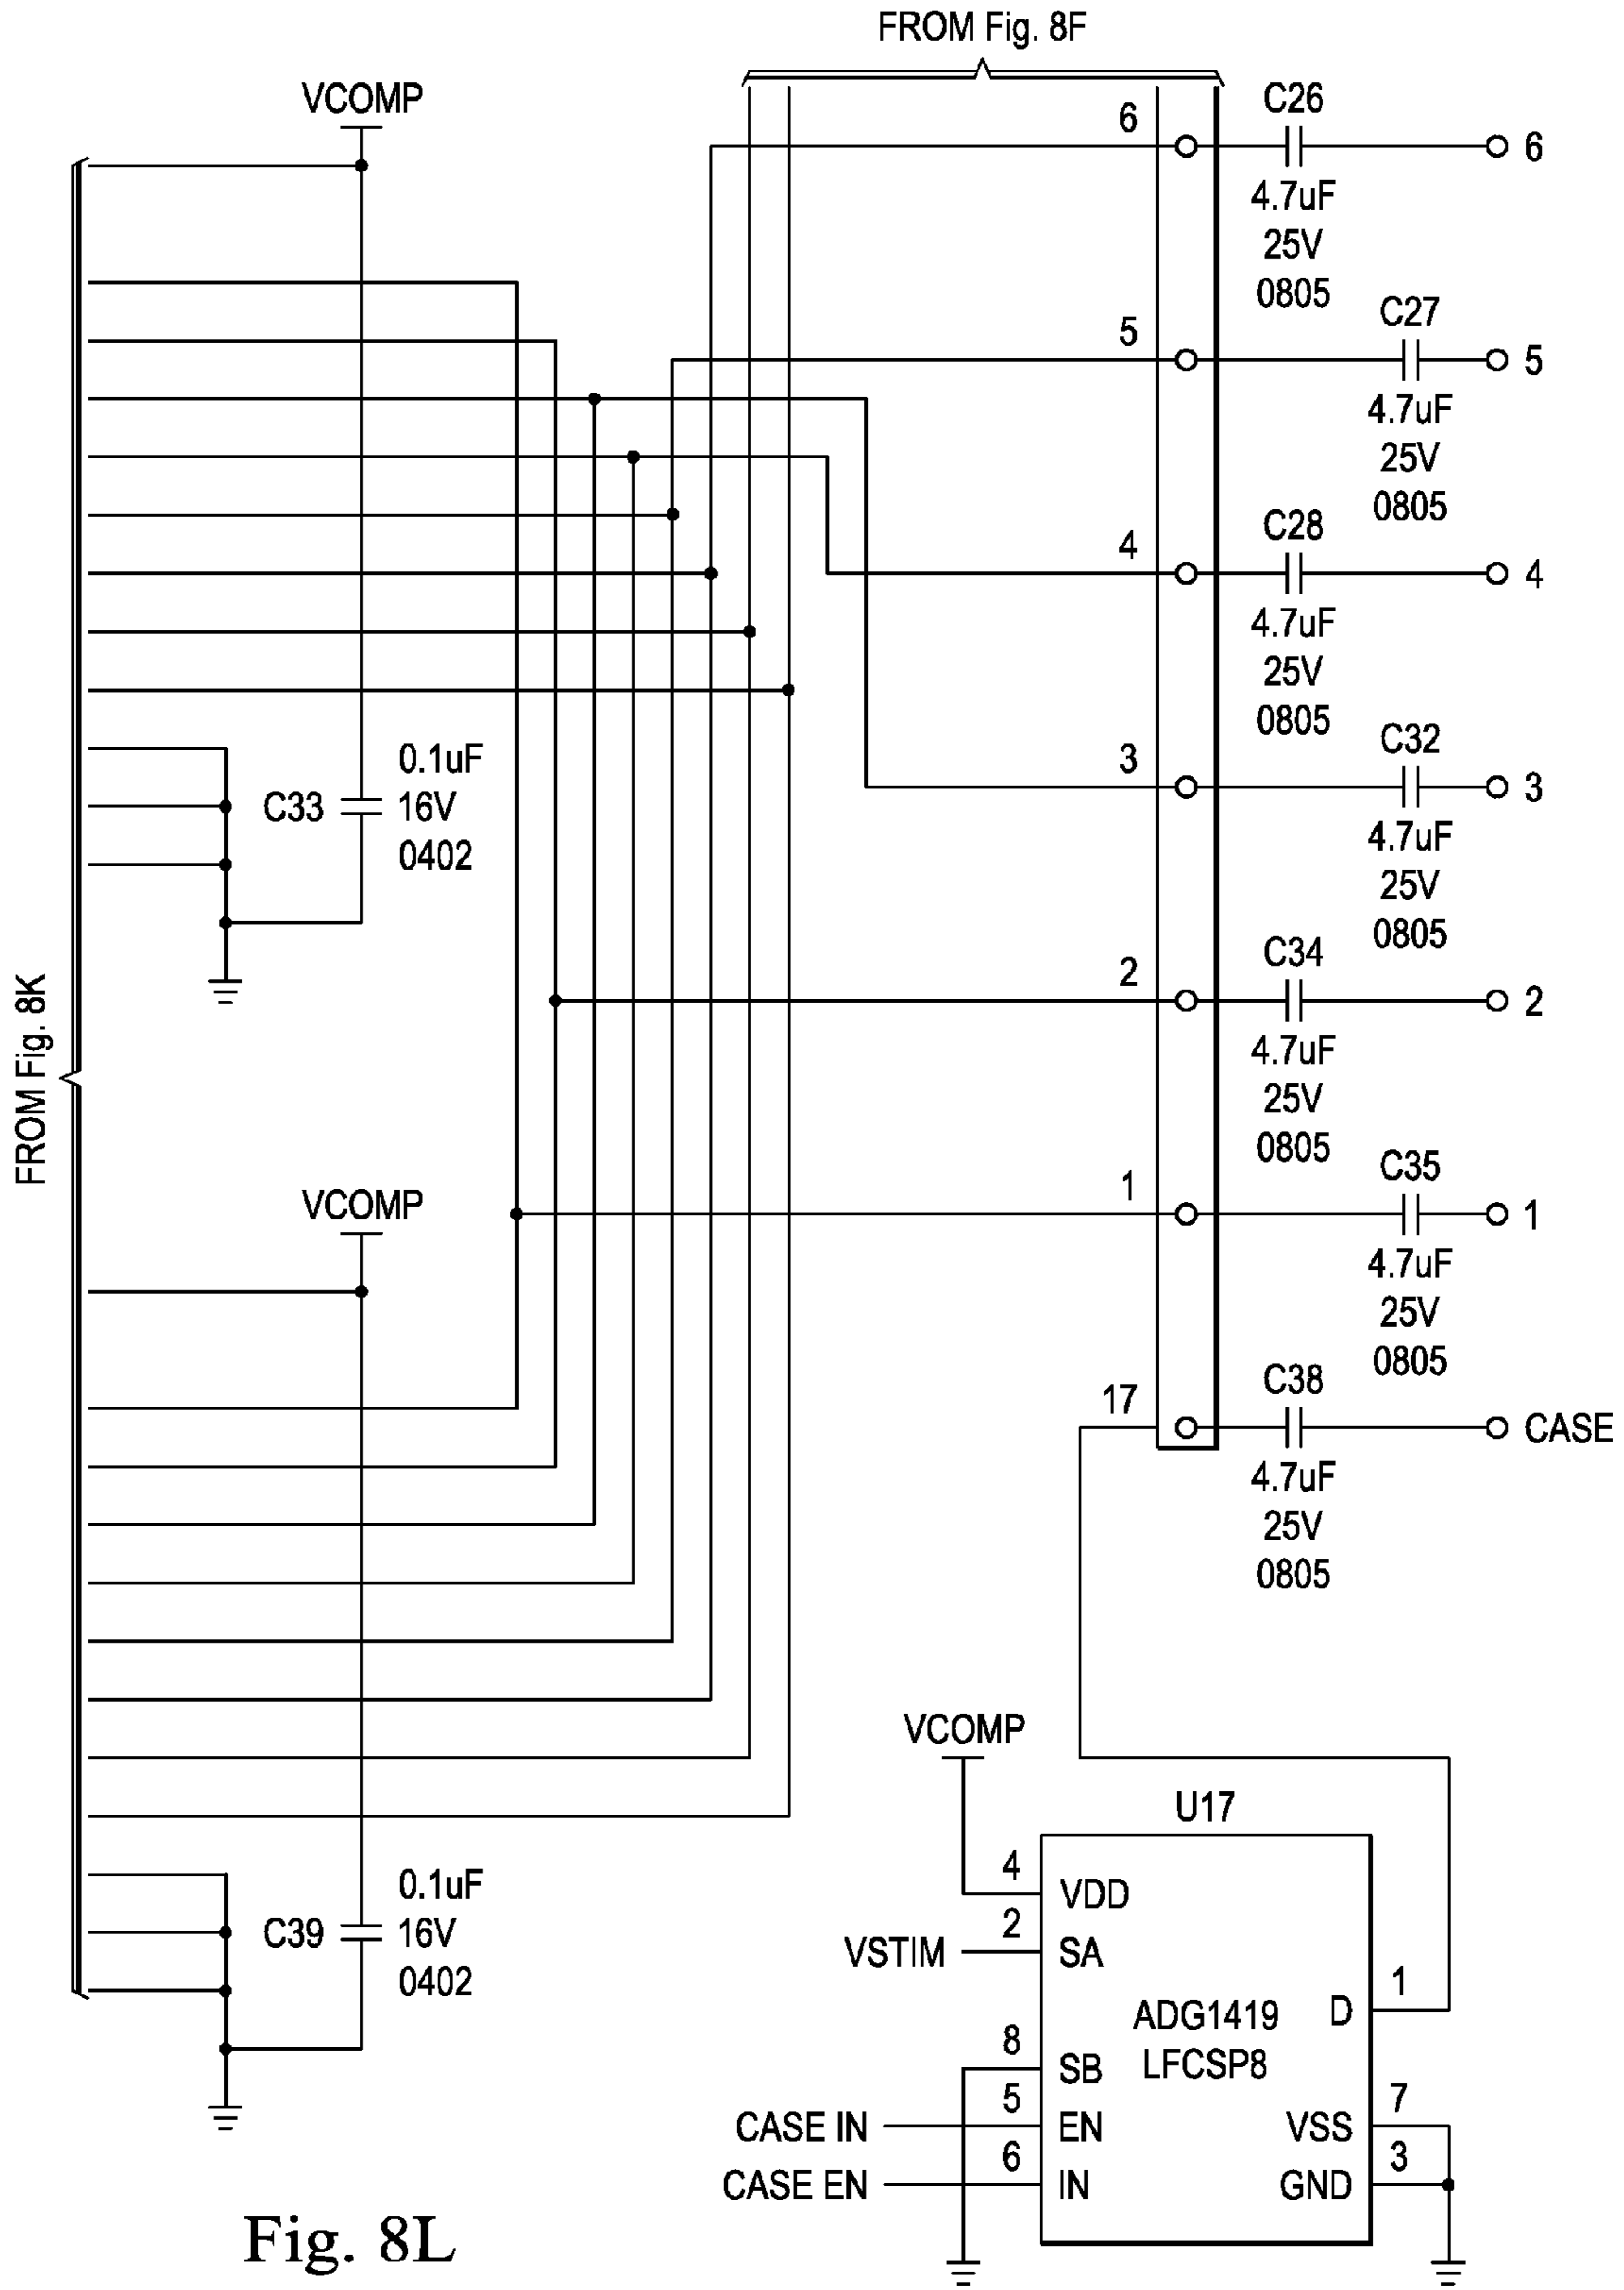 FROM Fig. 8F
VCOMP
6
C26
6
4.7uF
25V
0805
5
C27
5
4.7uF
25V
0805
4
C28
4
4.7uF
25V
0805
3
C32
3
4.7uF
25V
0805
C33
0.1uF
16V
0402
2
C34
2
4.7uF
25V
0805
FROM Fig. 8K
1
C35
1
4.7uF
25V
0805
VCOMP
17
C38
CASE
4.7uF
25V
0805
C39
0.1uF
16V
0402
VCOMP
U17
4
VDD
2
VSTIM
SA
ADG1419
LFCSP8
D
1
8
SB
5
CASE IN
EN
6
CASE EN
IN
VSS
7
GND
3
Fig. 8L